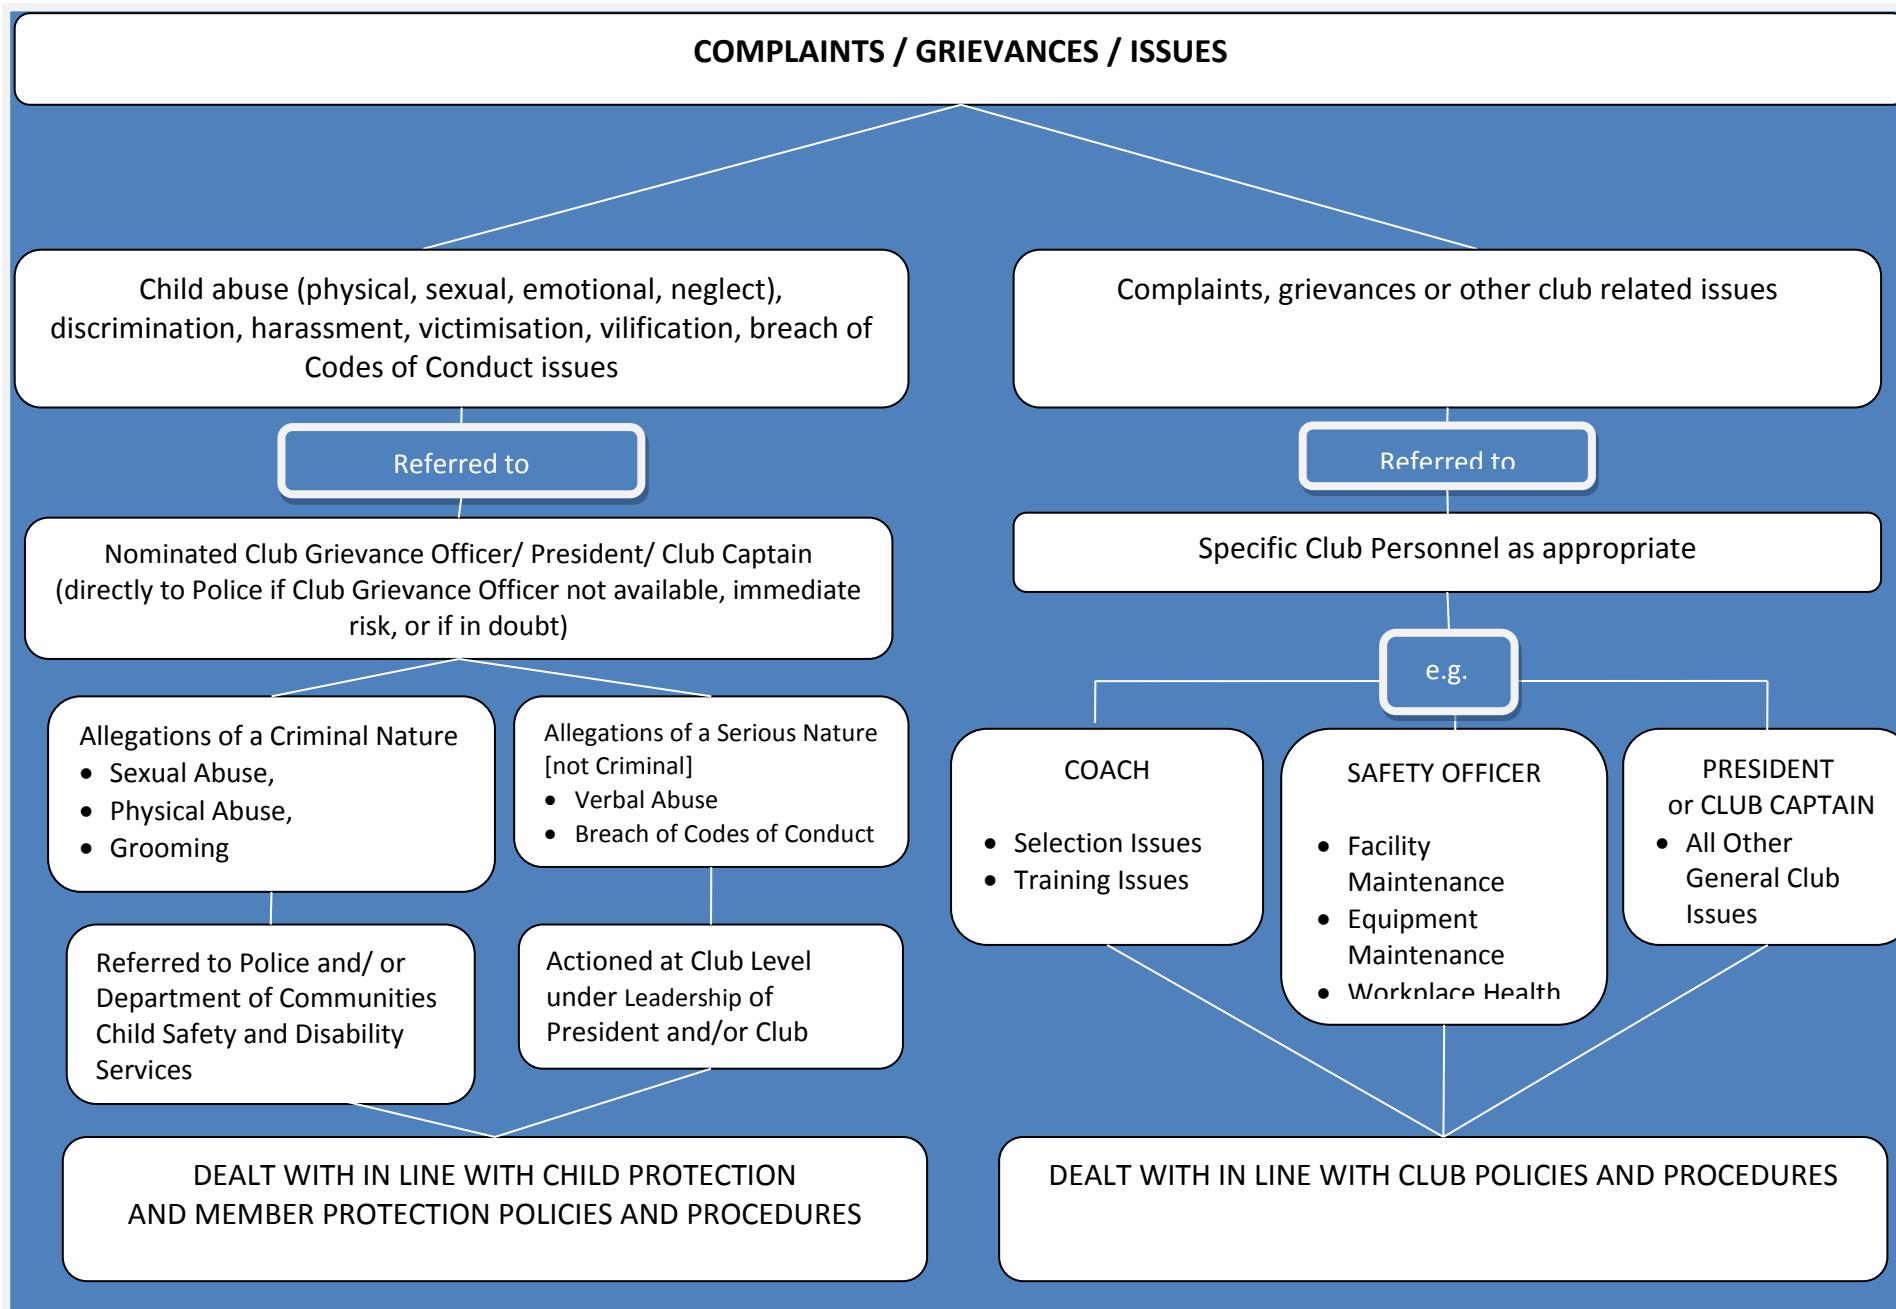 COMPLAINTS / GRIEVANCES / ISSUES
Child abuse (physical, sexual, emotional, neglect),
discrimination, harassment, victimisation, vilification, breach of
Codes of Conduct issues
Referred to
Nominated Club Grievance Officer/ President/ Club Captain
(directly to Police if Club Grievance Officer not available, immediate
risk, or if in doubt)
Allegations of a Criminal Nature
• Sexual Abuse,
• Physical Abuse,
• Grooming
Allegations of a Serious Nature
[not Criminal]
• Verbal Abuse
• Breach of Codes of Conduct
Referred to Police and/ or
Department of Communities
Child Safety and Disability
Services
Actioned at Club Level
under Leadership of
President and/or Club
DEALT WITH IN LINE WITH CHILD PROTECTION
AND MEMBER PROTECTION POLICIES AND PROCEDURES
Complaints, grievances or other club related issues
Referred to
Specific Club Personnel as appropriate
e.g.
COACH
• Selection Issues
• Training Issues
SAFETY OFFICER
• Facility
Maintenance
• Equipment
Maintenance
• Workplace Health
PRESIDENT
or CLUB CAPTAIN
• All Other
General Club
Issues
DEALT WITH IN LINE WITH CLUB POLICIES AND PROCEDURES